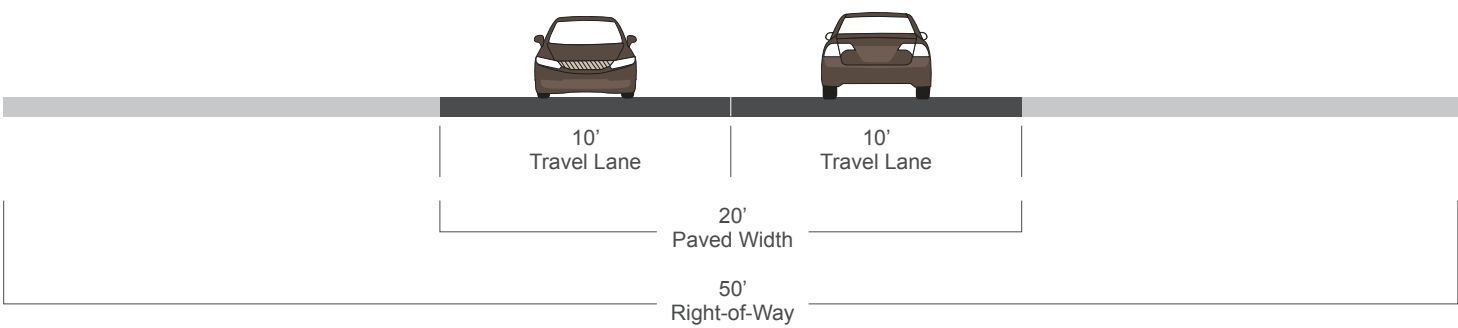 10’
Travel Lane
10’
Travel Lane
20’
Paved Width
50’
Right-of-Way